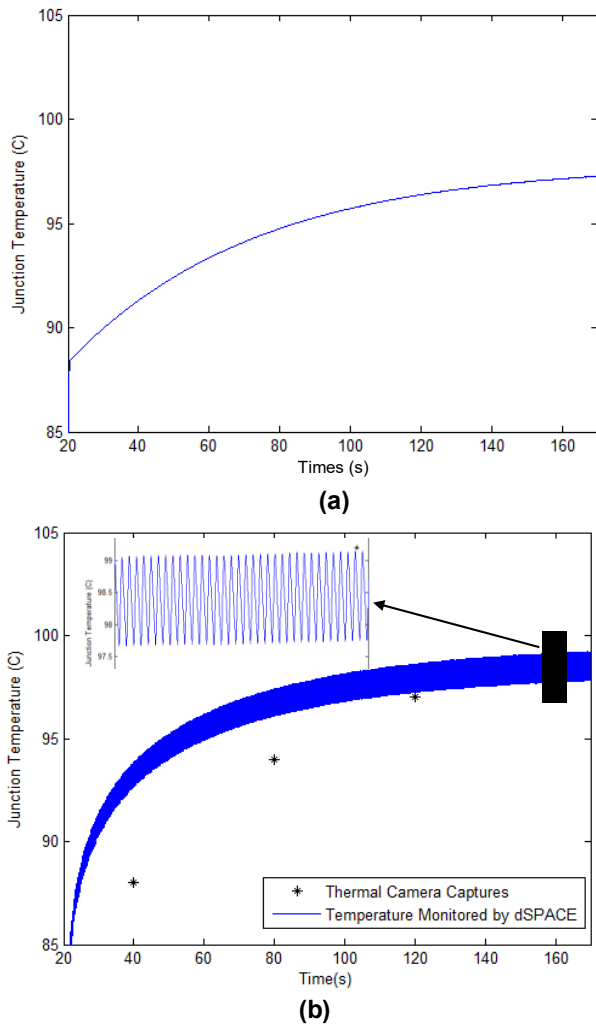 105
100
95
90
85
Junction Temperature (C)
20 40 60 80 100 120 140 160
Times (s)
(a)
105
100
95
90
85
Junction Temperature (C)
99
98.5
98
97.5
Junction Temperature (C)
Thermal Camera Captures
Temperature Monitored by dSPACE
20 40 60 80 100 120 140 160
Time(s)
(b)